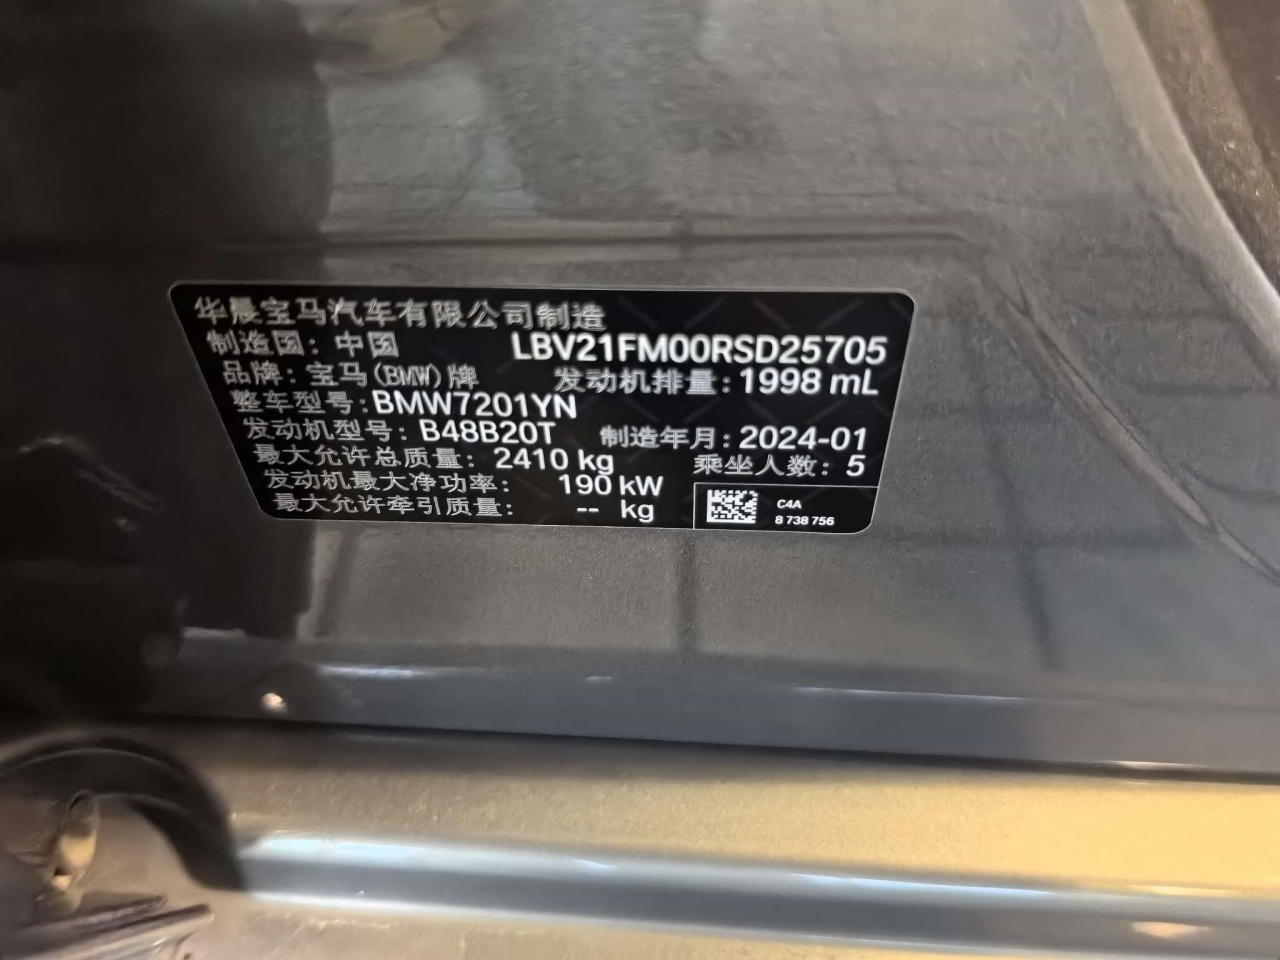 华晨宝马汽车有限公司制造
制造国：中国 LBV21FM00RSD25705
品牌：宝马(BMW)牌 发动机排量：1998 mL
整车型号：BMW7201YN
发动机型号：B48B20T 制造年月：2024-01
最大允许总质量：2410 kg 乘坐人数：5
发动机最大净功率：190 kW
最大允许牵引质量：-- kg
C4A
8 738 756